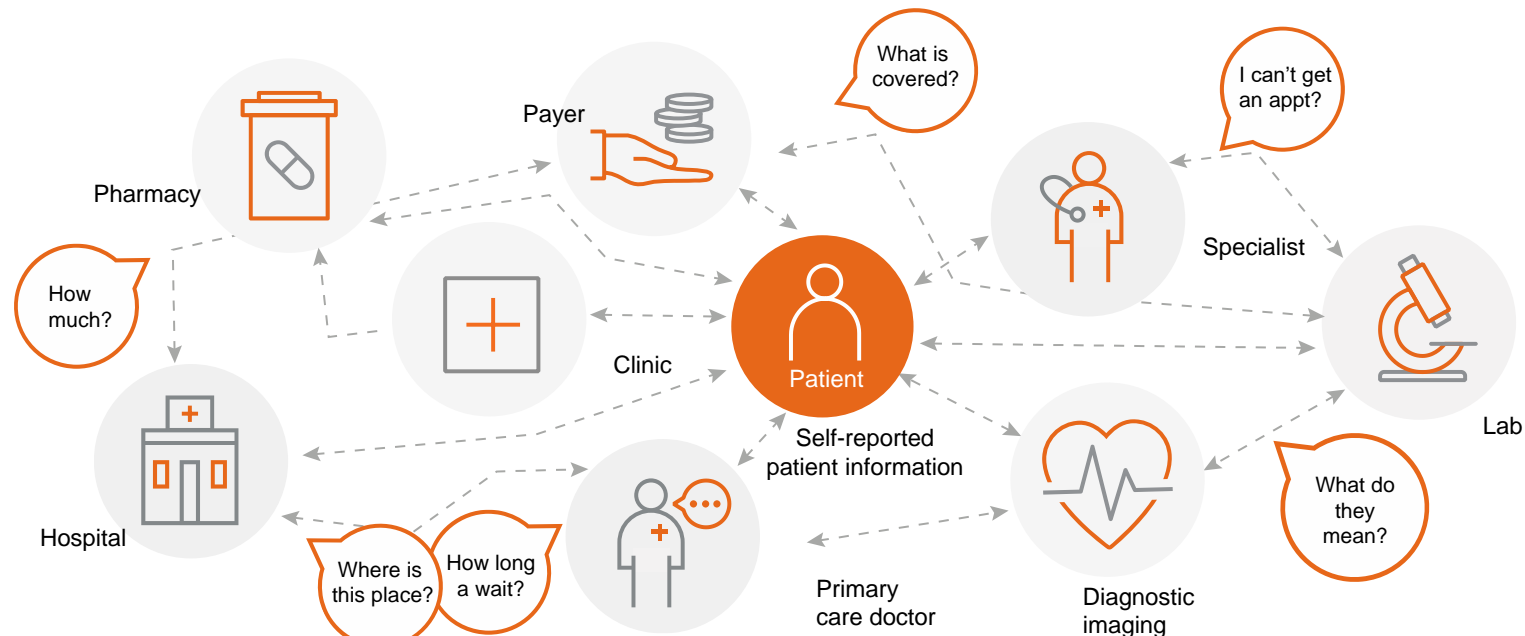 What is
covered?
I can't get
an appt?
Payer
Pharmacy
Specialist
How
much?
Clinic
Patient
Lab
Self-reported
patient information
Hospital
What do
they
mean?
Where is
this place?
How long
a wait?
Primary
care doctor
Diagnostic
imaging